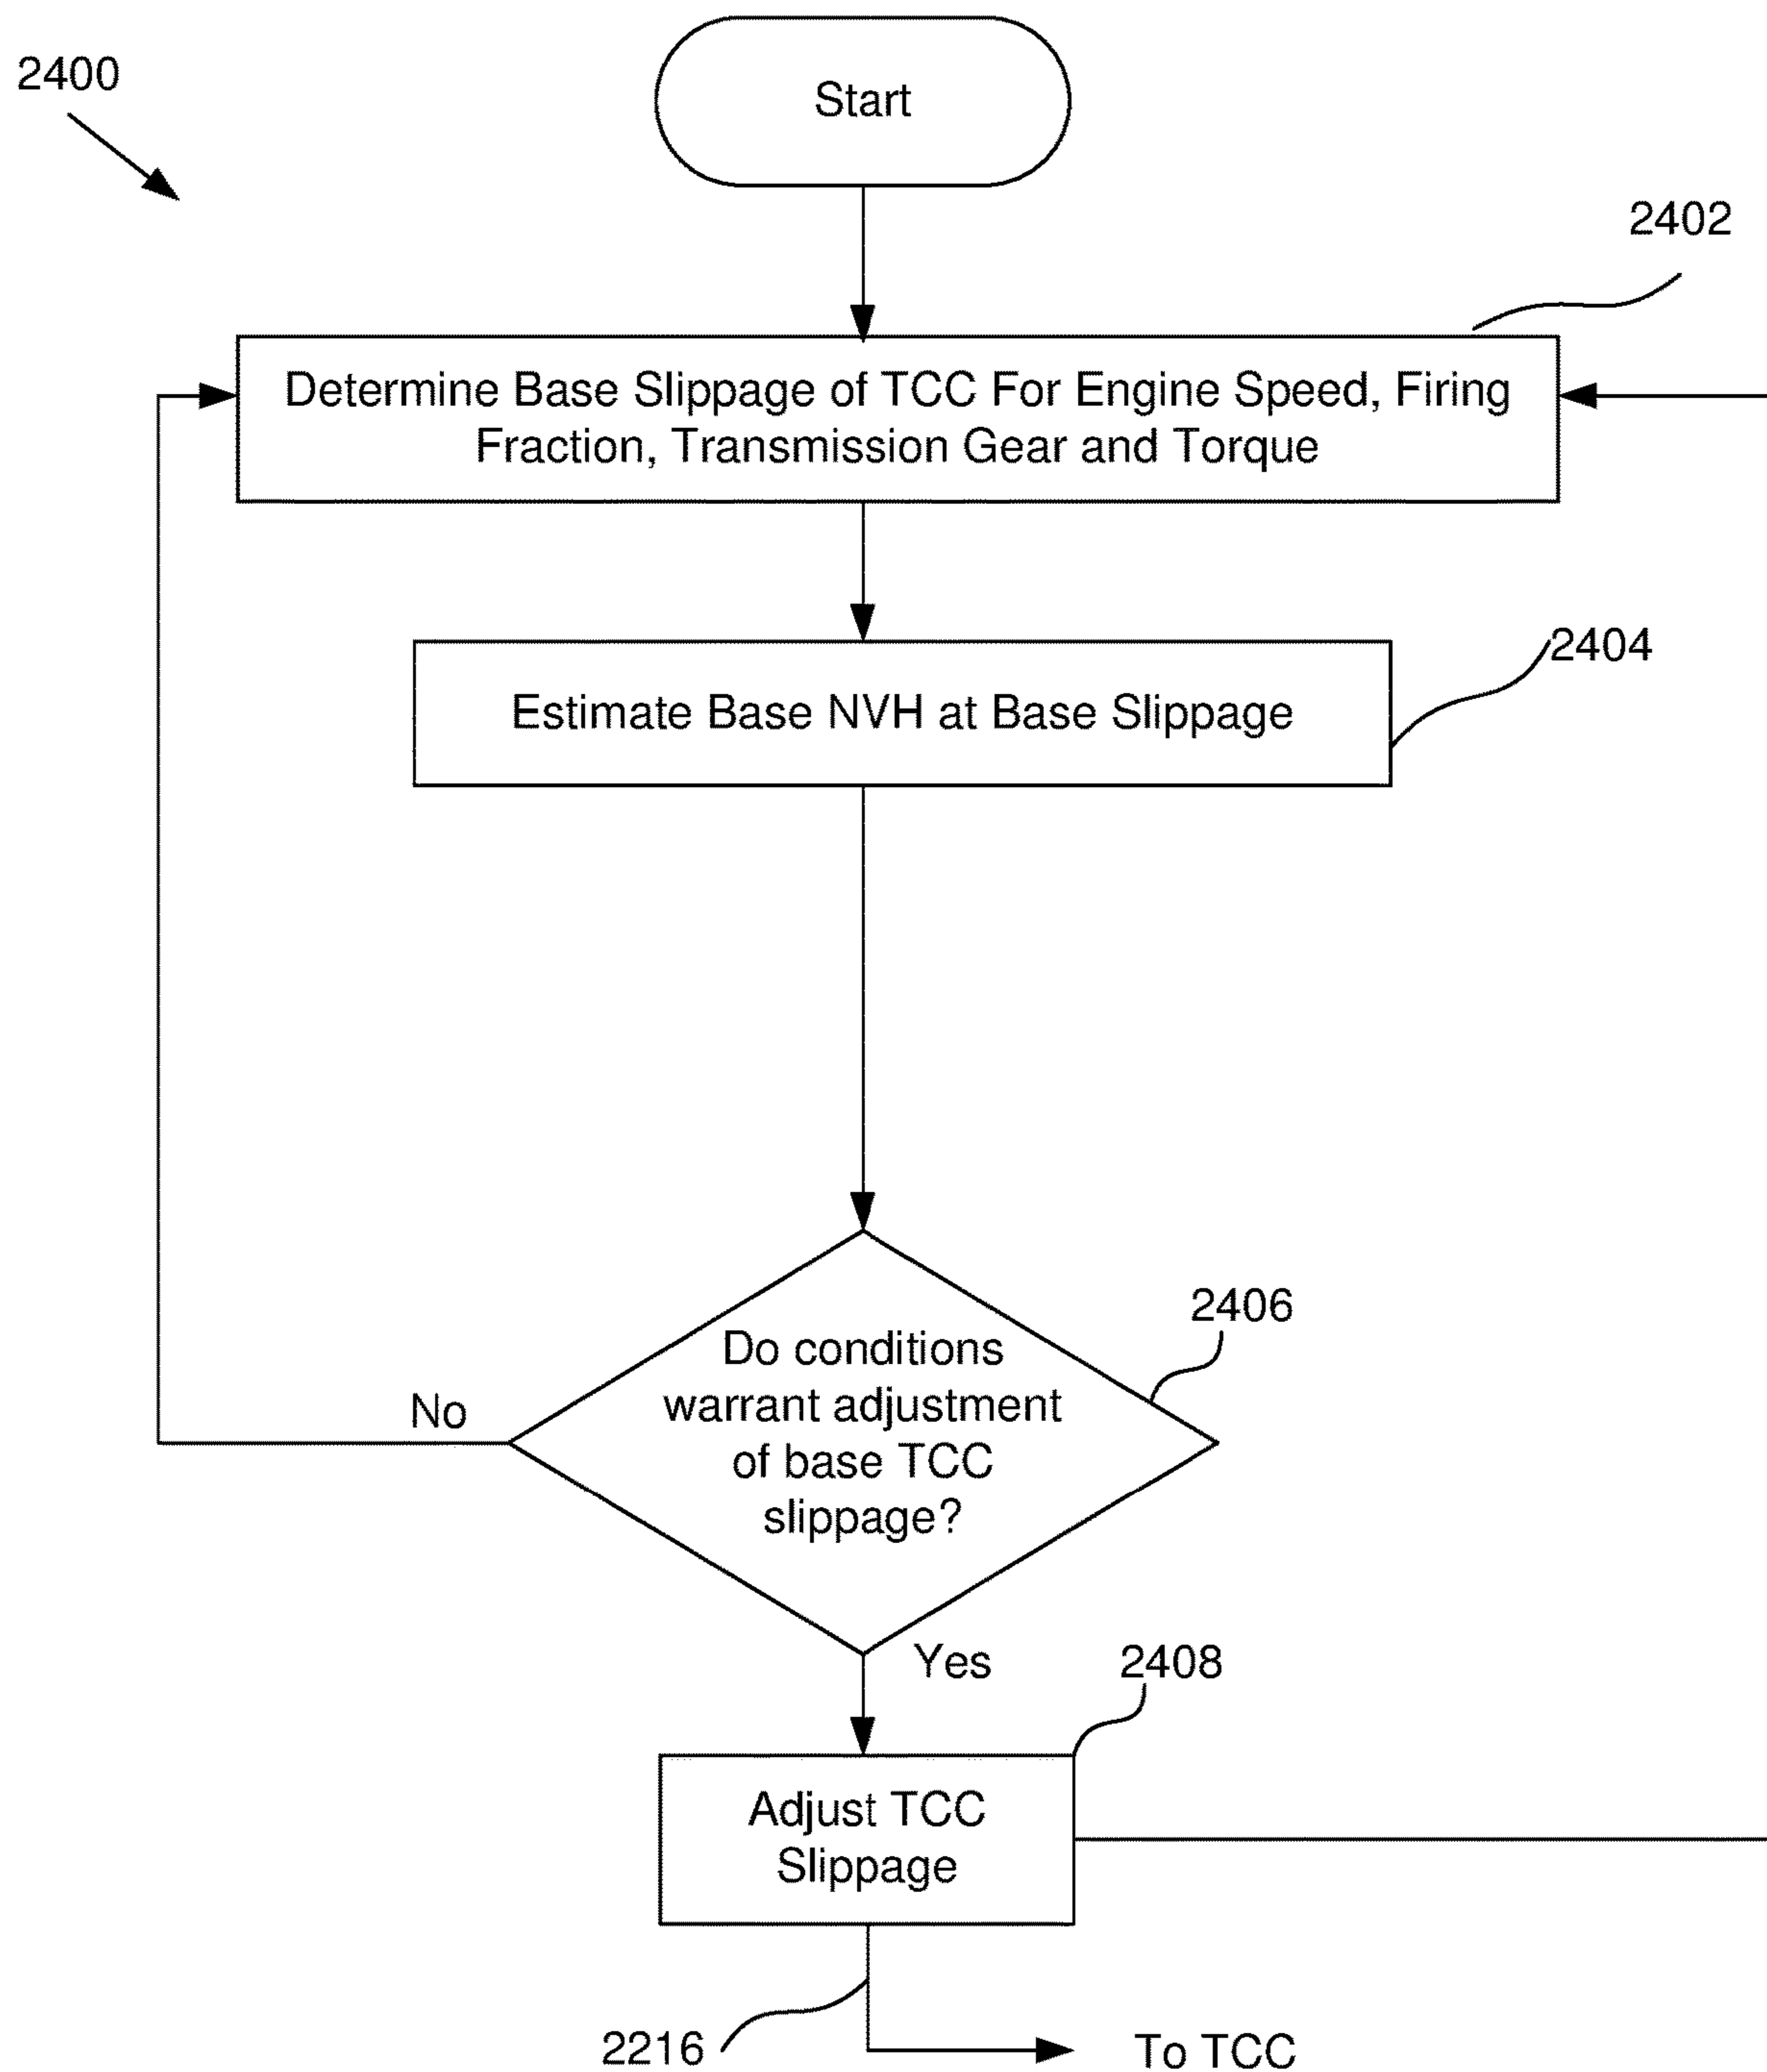 2400
Start
2402
Determine Base Slippage of TCC For Engine Speed, Firing
Fraction, Transmission Gear and Torque
2404
Estimate Base NVH at Base Slippage
2406
Do conditions
warrant adjustment
of base TCC
slippage?
No
Yes
2408
Adjust TCC
Slippage
2216
To TCC